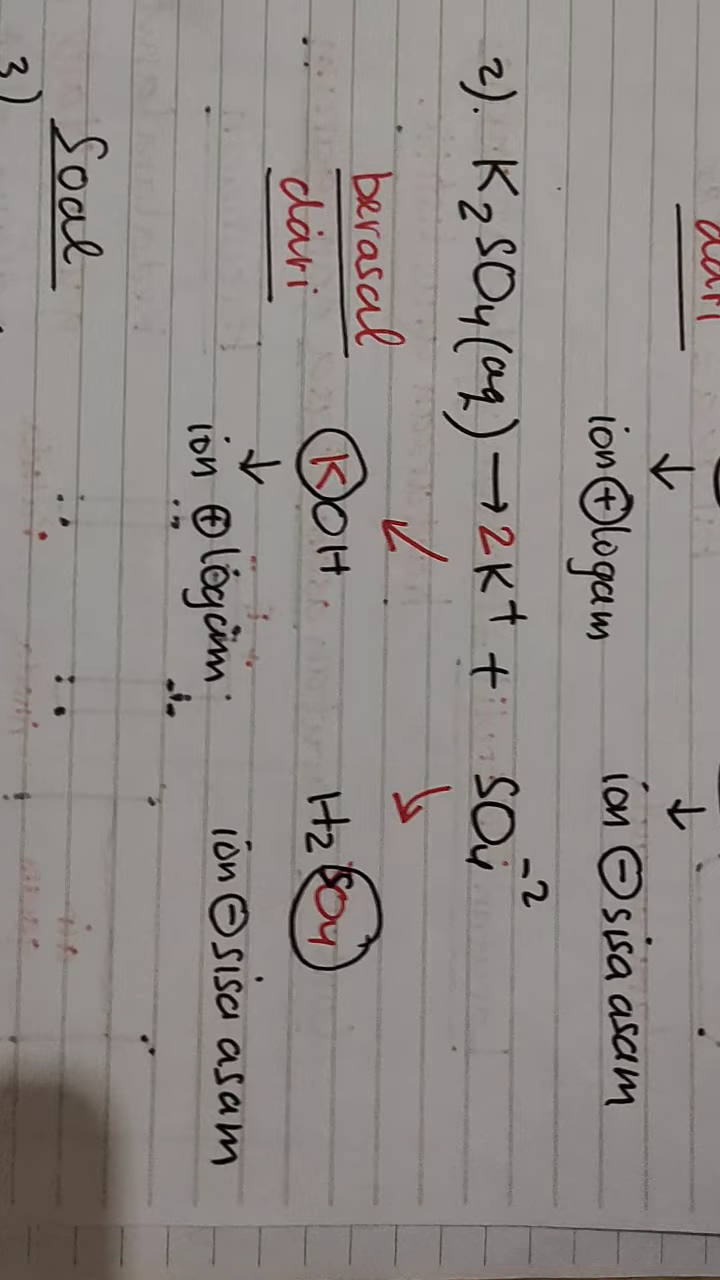 dari
↓ ↓
ion ⊕ logam ion ⊖ sisa asam
2). K2SO4(aq) → 2K+ + SO4-2
↙ ↘
berasal
dari KOH H2SO4
↓
ion ⊕ logam ion ⊖ sisa asam
Soal
3)